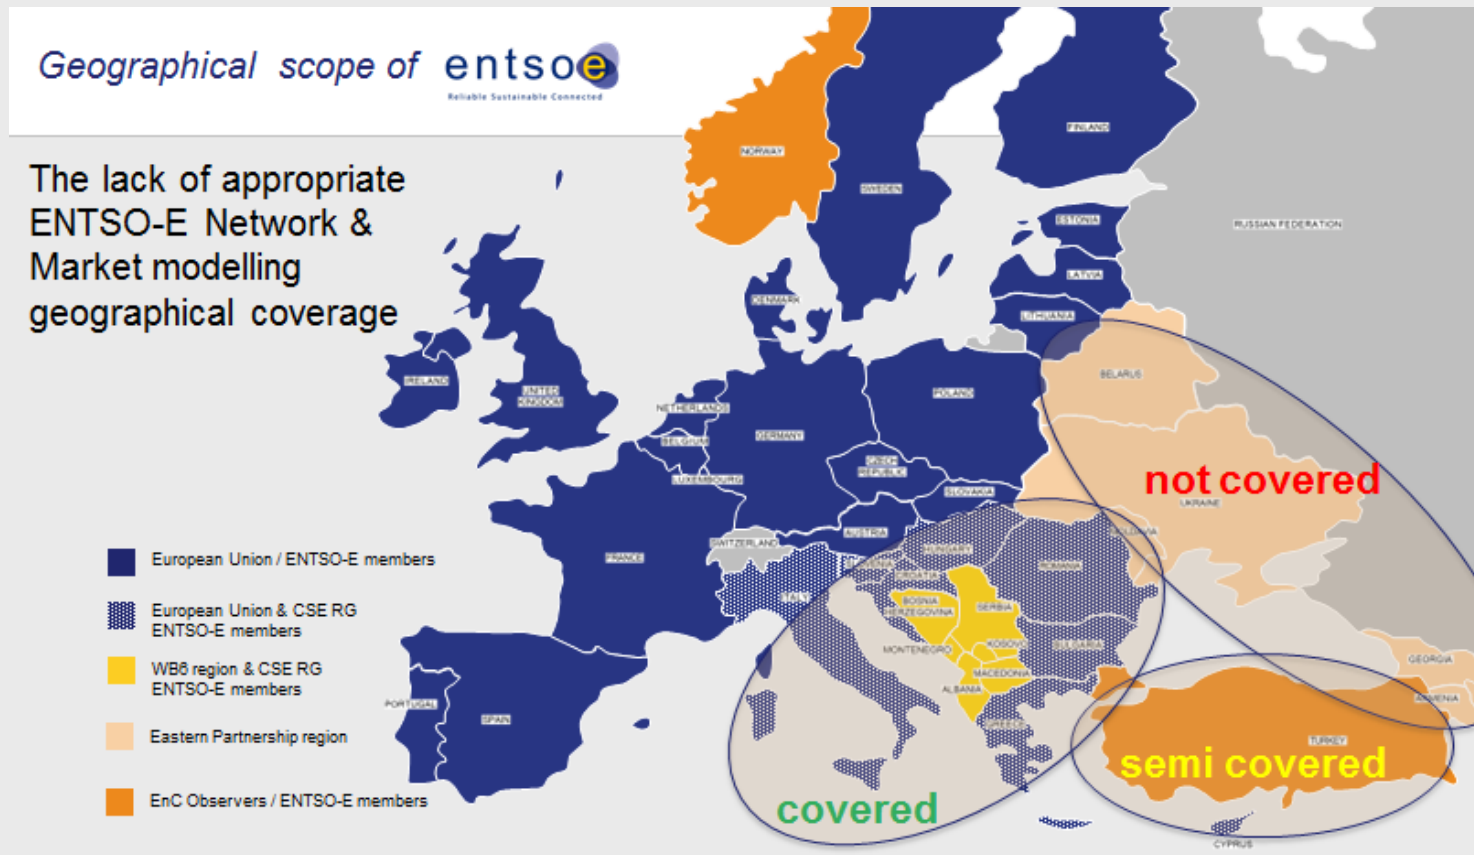 Geographical scope of entsoe
Reliable Sustainable Connected
The lack of appropriate
ENTSO-E Network &
Market modelling
geographical coverage
NORWAY
FINLAND
SWEDEN
ESTONIA
RUSSIAN FEDERATION
LATVIA
DENMARK
LITHUANIA
IRELAND
UNITED
KINGDOM
BELARUS
NETHERLANDS
POLAND
BELGIUM
GERMANY
CZECH
REPUBLIC
LUXEMBOURG
SLOVAKIA
not covered
UKRAINE
AUSTRIA
MOLDAVIA
SWITZERLAND
FRANCE
HUNGARY
SLOVENIA
ROMANIA
CROATIA
ITALY
BOSNIA
HERZEGOVINA
SERBIA
MONTENEGRO
KOSOVO
BULGARIA
MACEDONIA
ALBANIA
GEORGIA
ARMENIA
PORTUGAL
SPAIN
GREECE
TURKEY
semi covered
covered
CYPRUS
European Union / ENTSO-E members
European Union & CSE RG
ENTSO-E members
WB6 region & CSE RG
ENTSO-E members
Eastern Partnership region
EnC Observers / ENTSO-E members